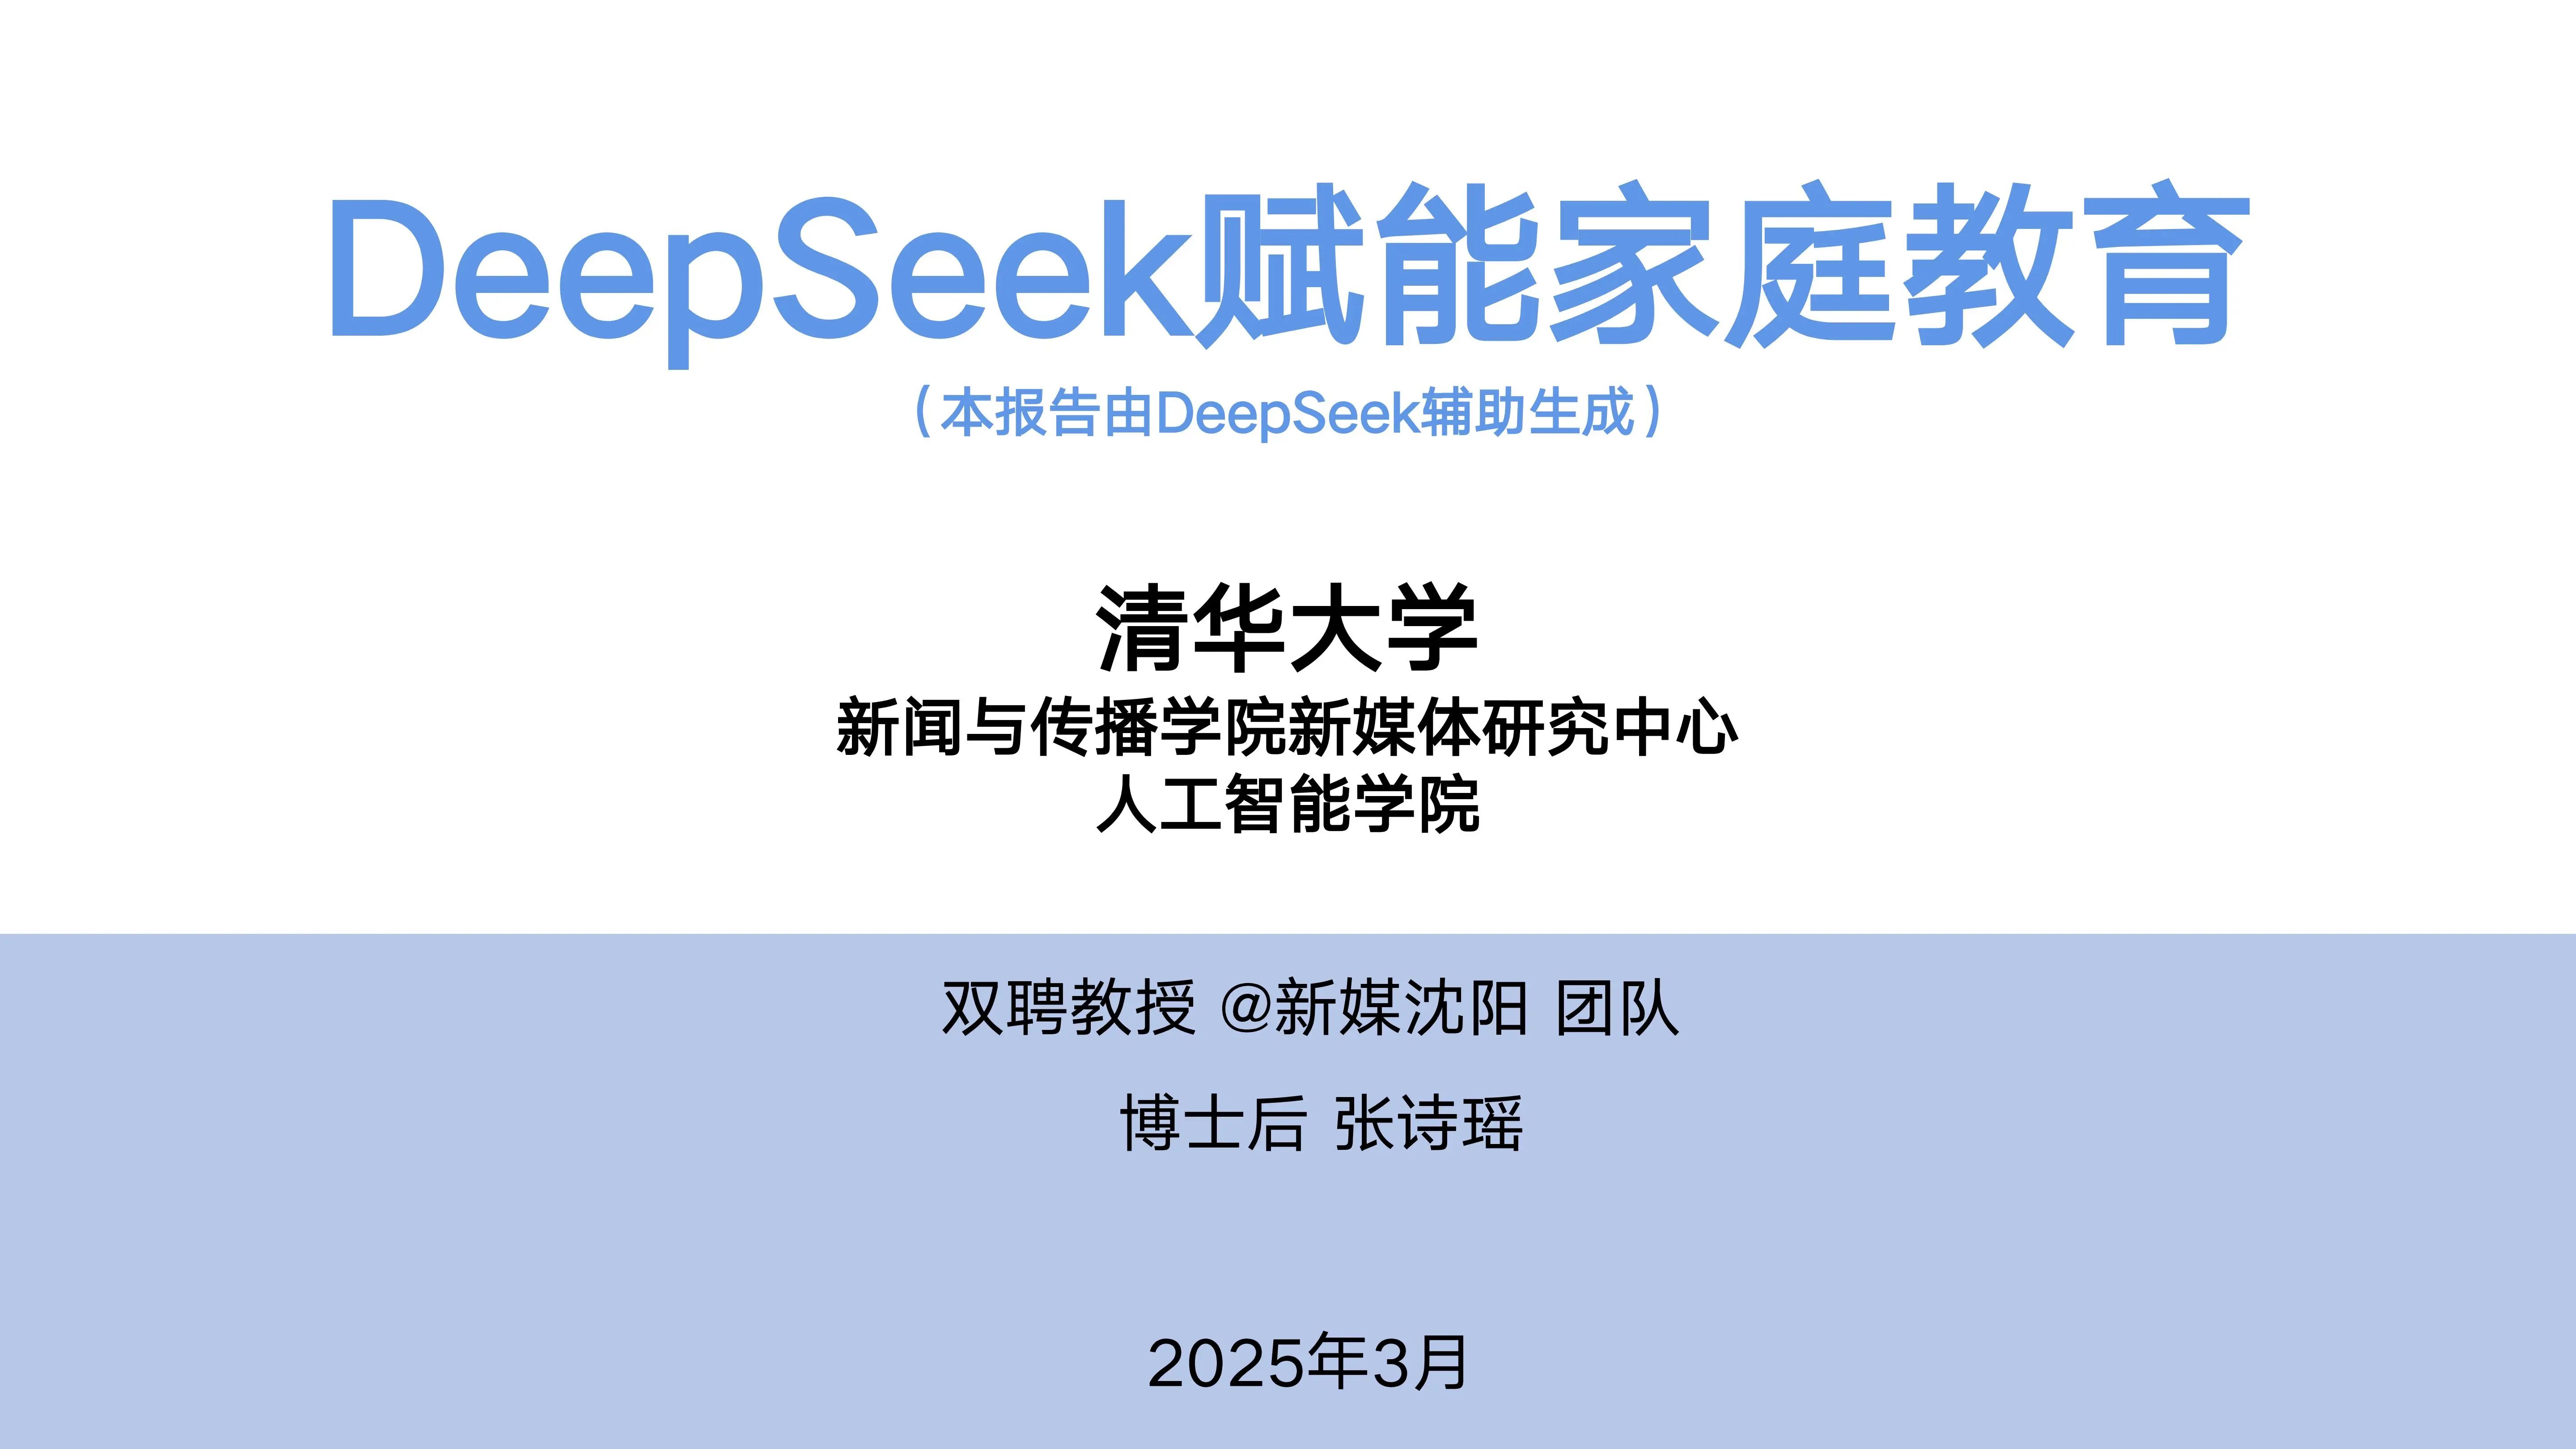 DeepSeek赋能家庭教育
（本报告由DeepSeek辅助生成）
清华大学
新闻与传播学院新媒体研究中心
人工智能学院
双聘教授 @新媒沈阳 团队
博士后 张诗瑶
2025年3月